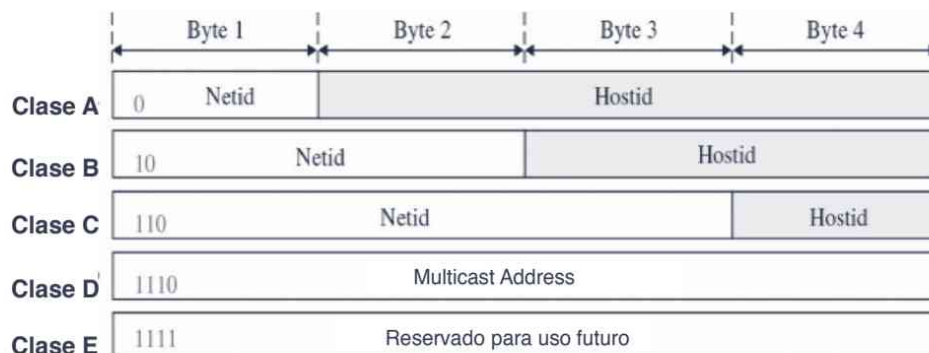 Byte 1 Byte 2 Byte 3 Byte 4
Clase A 0 Netid Hostid
Clase B 10 Netid Hostid
Clase C 110 Netid Hostid
Clase D 1110 Multicast Address
Clase E 1111 Reservado para uso futuro